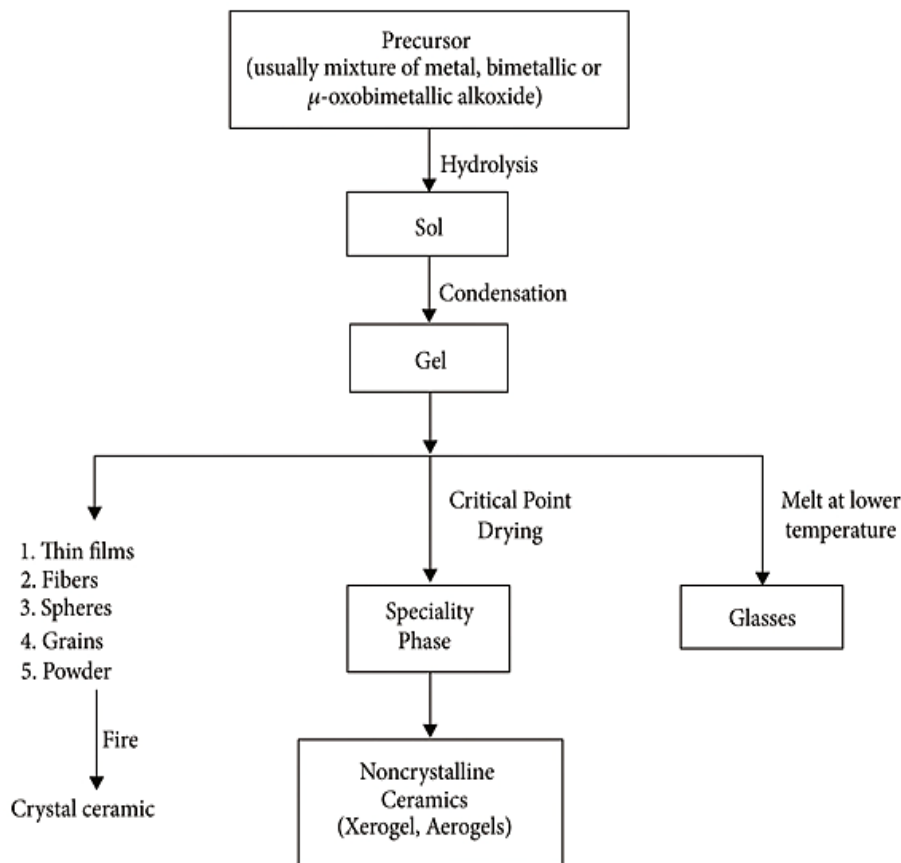 Precursor
(usually mixture of metal, bimetallic or
μ-oxobimetallic alkoxide)
Hydrolysis
Sol
Condensation
Gel
1. Thin films
2. Fibers
3. Spheres
4. Grains
5. Powder
Fire
Crystal ceramic
Critical Point
Drying
Speciality
Phase
Noncrystalline
Ceramics
(Xerogel, Aerogels)
Melt at lower
temperature
Glasses